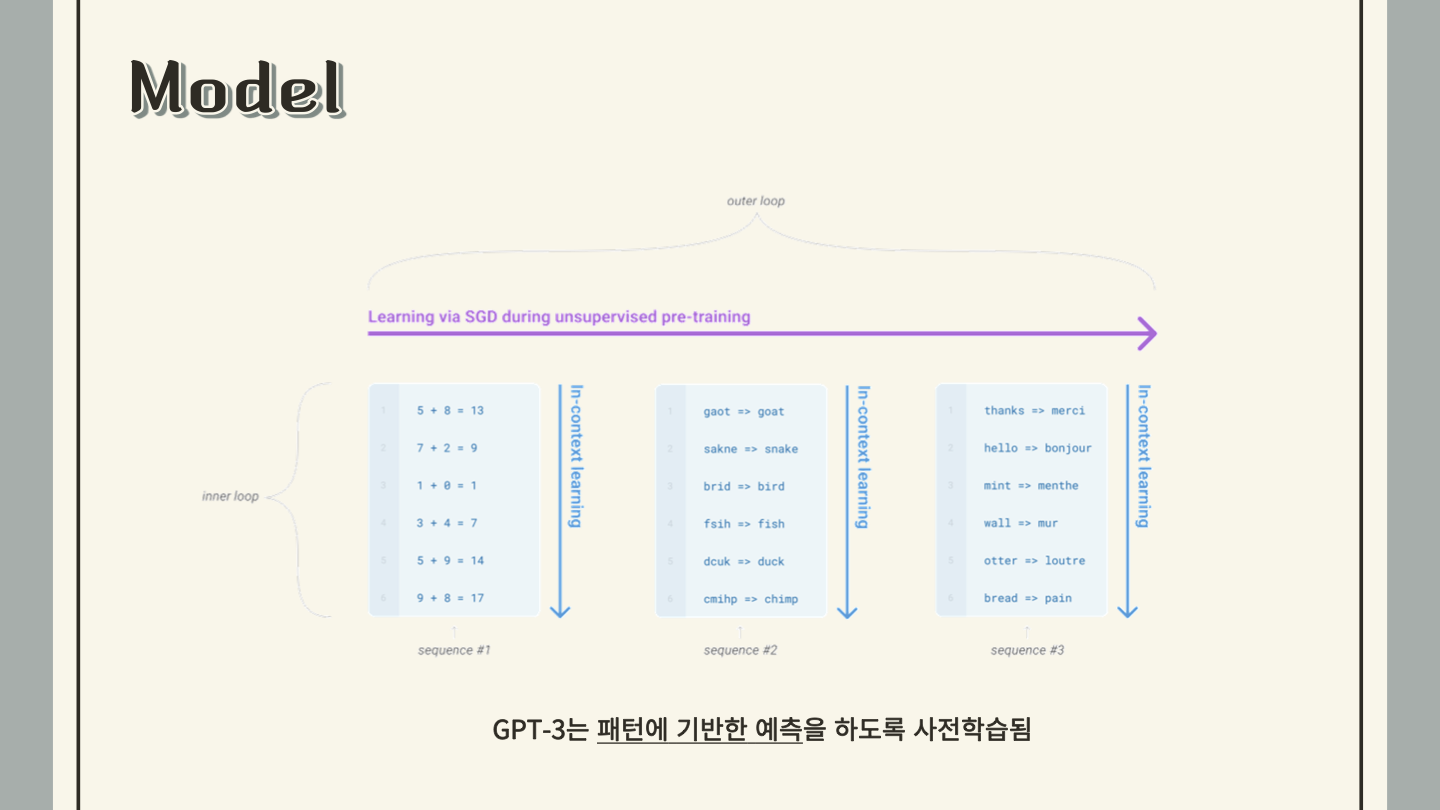 Model
outer loop
Learning via SGD during unsupervised pre-training
inner loop
1 5 + 8 = 13
2 7 + 2 = 9
3 1 + 0 = 1
4 3 + 4 = 7
5 5 + 9 = 14
6 9 + 8 = 17
In-context learning
sequence #1
1 gaot => goat
2 sakne => snake
3 brid => bird
4 fsih => fish
5 dcuk => duck
6 cmihp => chimp
In-context learning
sequence #2
1 thanks => merci
2 hello => bonjour
3 mint => menthe
4 wall => mur
5 otter => loutre
6 bread => pain
In-context learning
sequence #3
GPT-3는 패턴에 기반한 예측을 하도록 사전학습됨